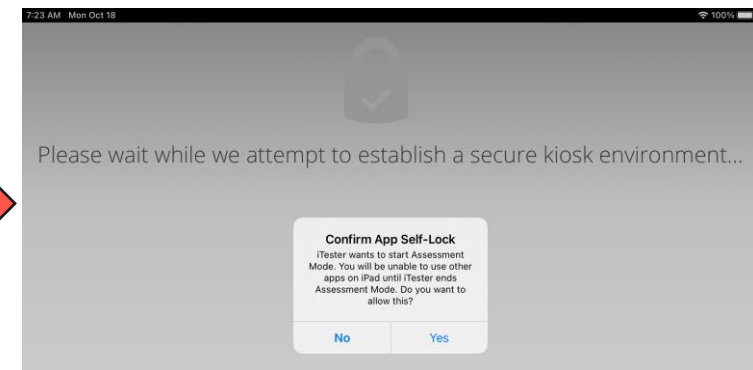 7:23 AM Mon Oct 18
100%
Please wait while we attempt to establish a secure kiosk environment...
Confirm App Self-Lock
iTester wants to start Assessment
Mode. You will be unable to use other
apps on iPad until iTester ends
Assessment Mode. Do you want to
allow this?
No Yes